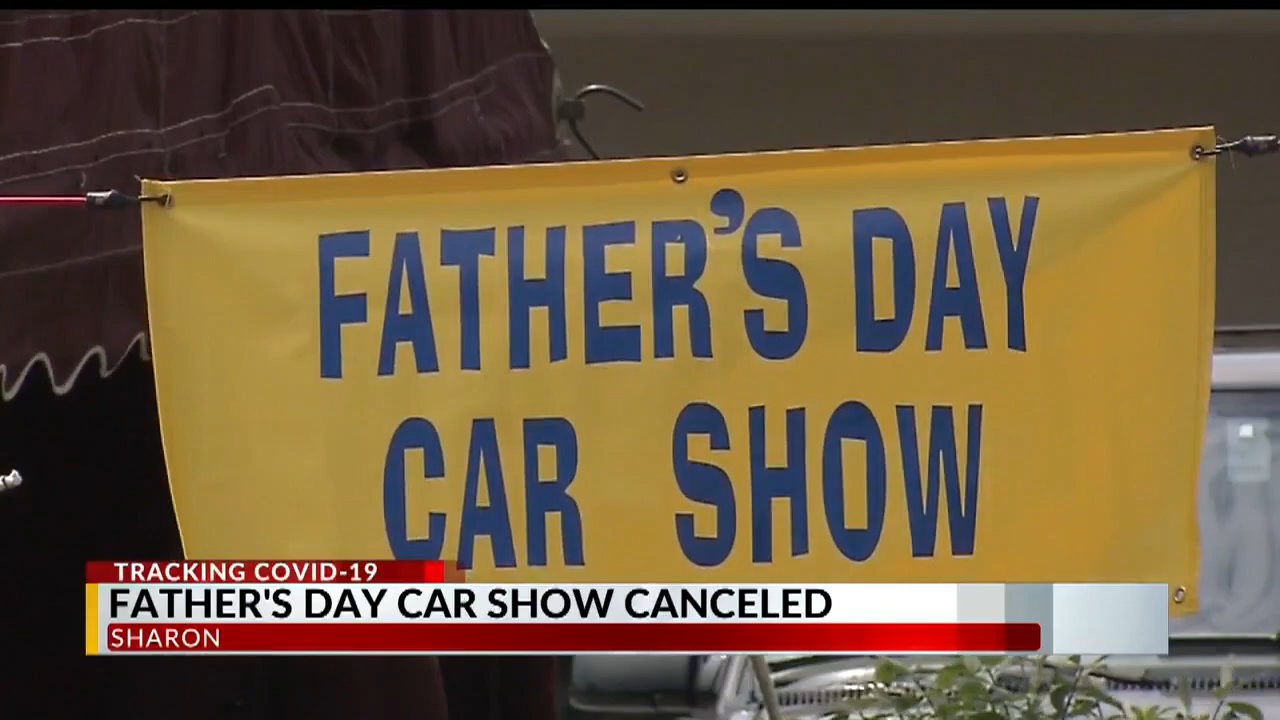 FATHER'S DAY
CAR SHOW
TRACKING COVID-19
FATHER'S DAY CAR SHOW CANCELED
SHARON